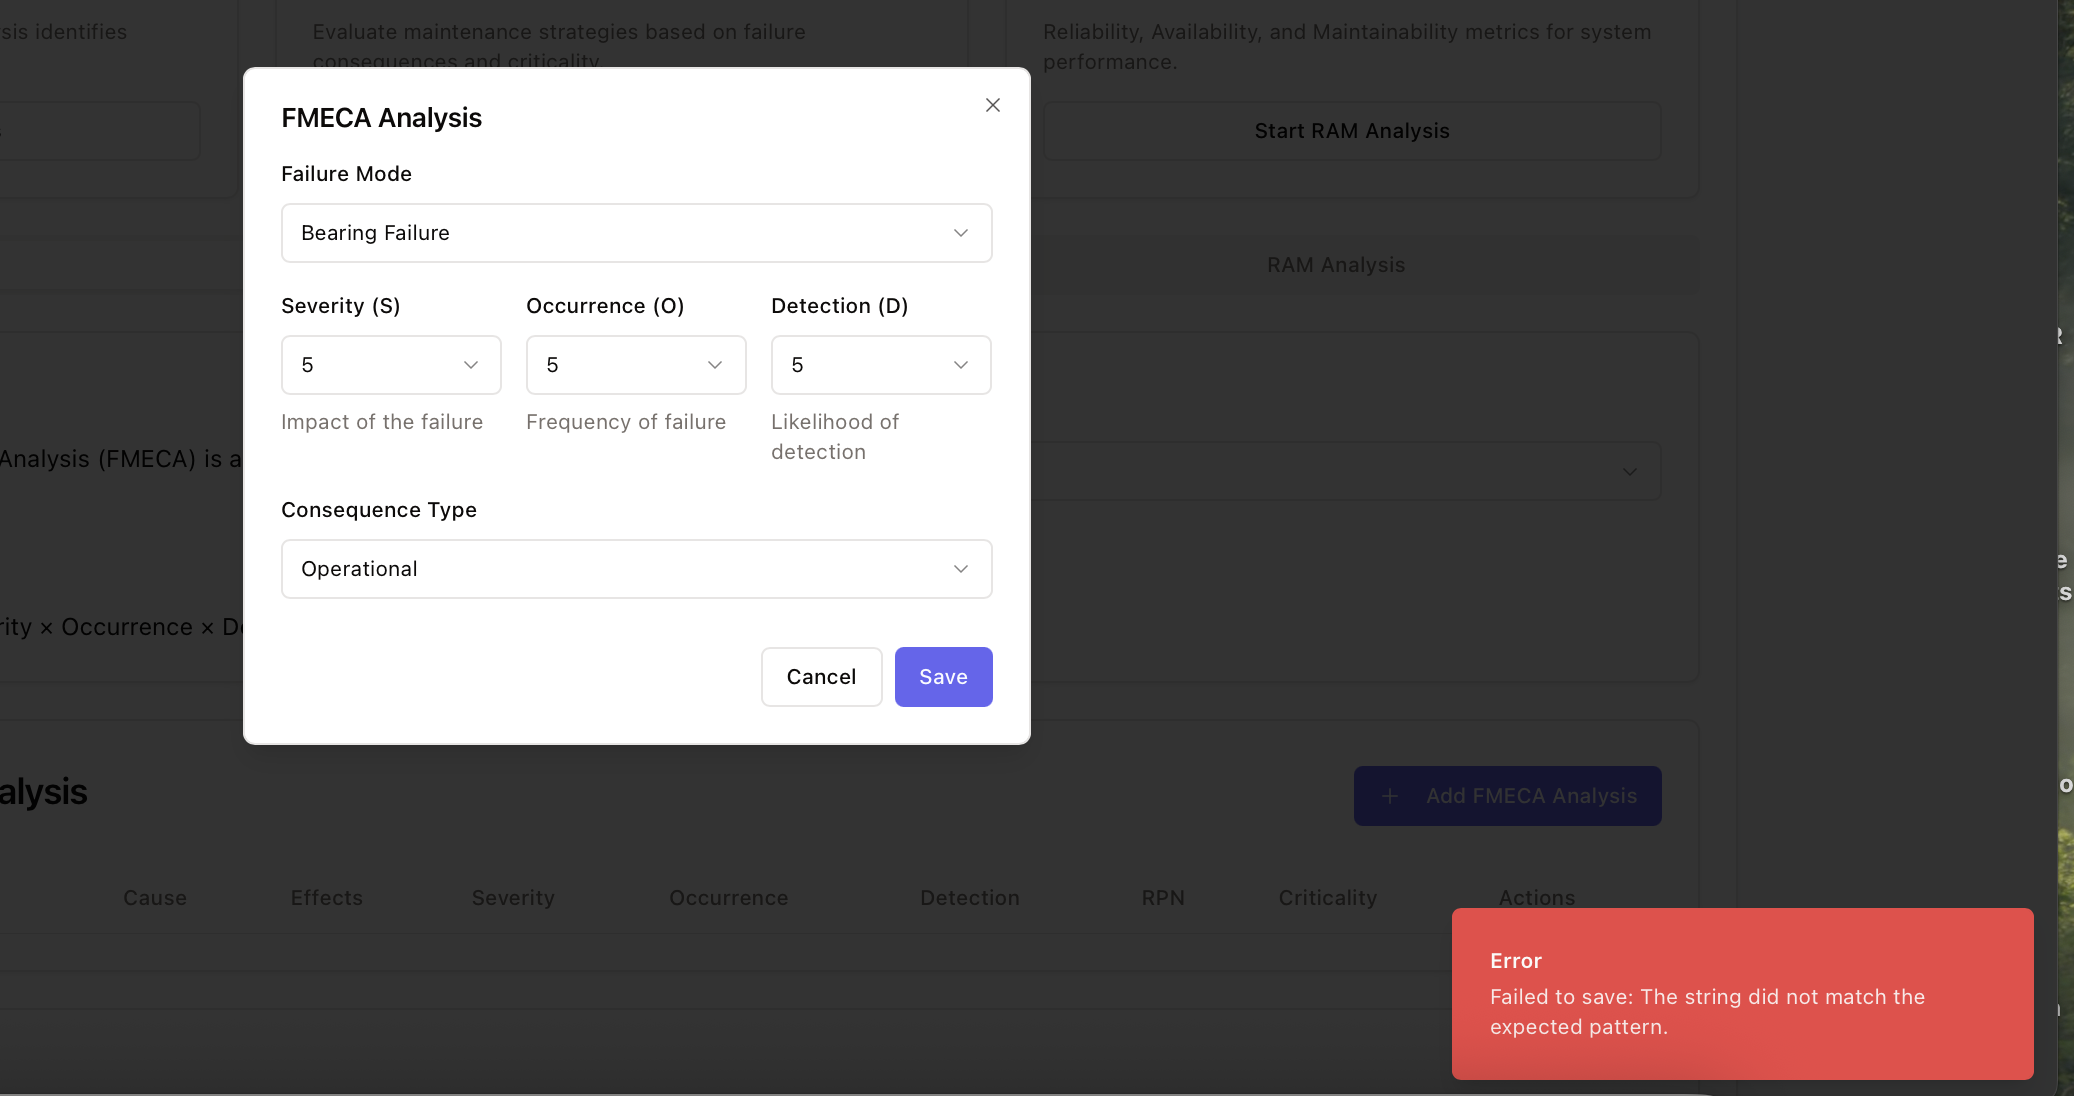 sis identifies
Evaluate maintenance strategies based on failure
consequences and criticality
Reliability, Availability, and Maintainability metrics for system
performance.
Start RAM Analysis
RAM Analysis
FMECA Analysis
Failure Mode
Bearing Failure
Severity (S)
Occurrence (O)
Detection (D)
5
5
5
Impact of the failure
Frequency of failure
Likelihood of
detection
Consequence Type
Operational
Cancel
Save
Analysis (FMECA) is a
rity × Occurrence × De
alysis
Add FMECA Analysis
Cause
Effects
Severity
Occurrence
Detection
RPN
Criticality
Actions
Error
Failed to save: The string did not match the
expected pattern.